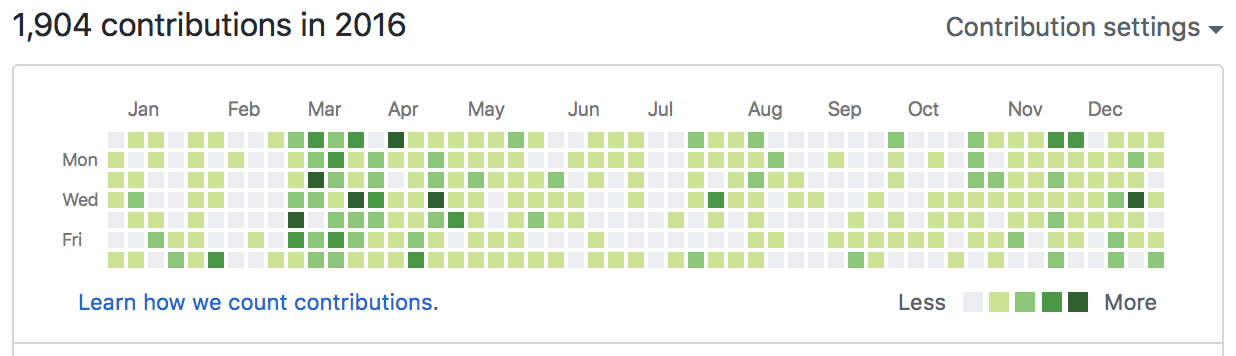 1,904 contributions in 2016
Contribution settings
Jan Feb Mar Apr May Jun Jul Aug Sep Oct Nov Dec
Mon
Wed
Fri
Learn how we count contributions.
Less More